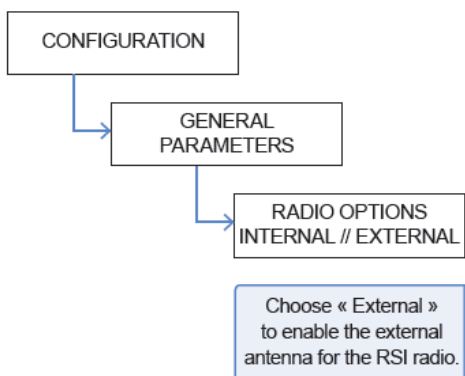 CONFIGURATION
GENERAL
PARAMETERS
RADIO OPTIONS
INTERNAL // EXTERNAL
Choose « External »
to enable the external
antenna for the RSI radio.